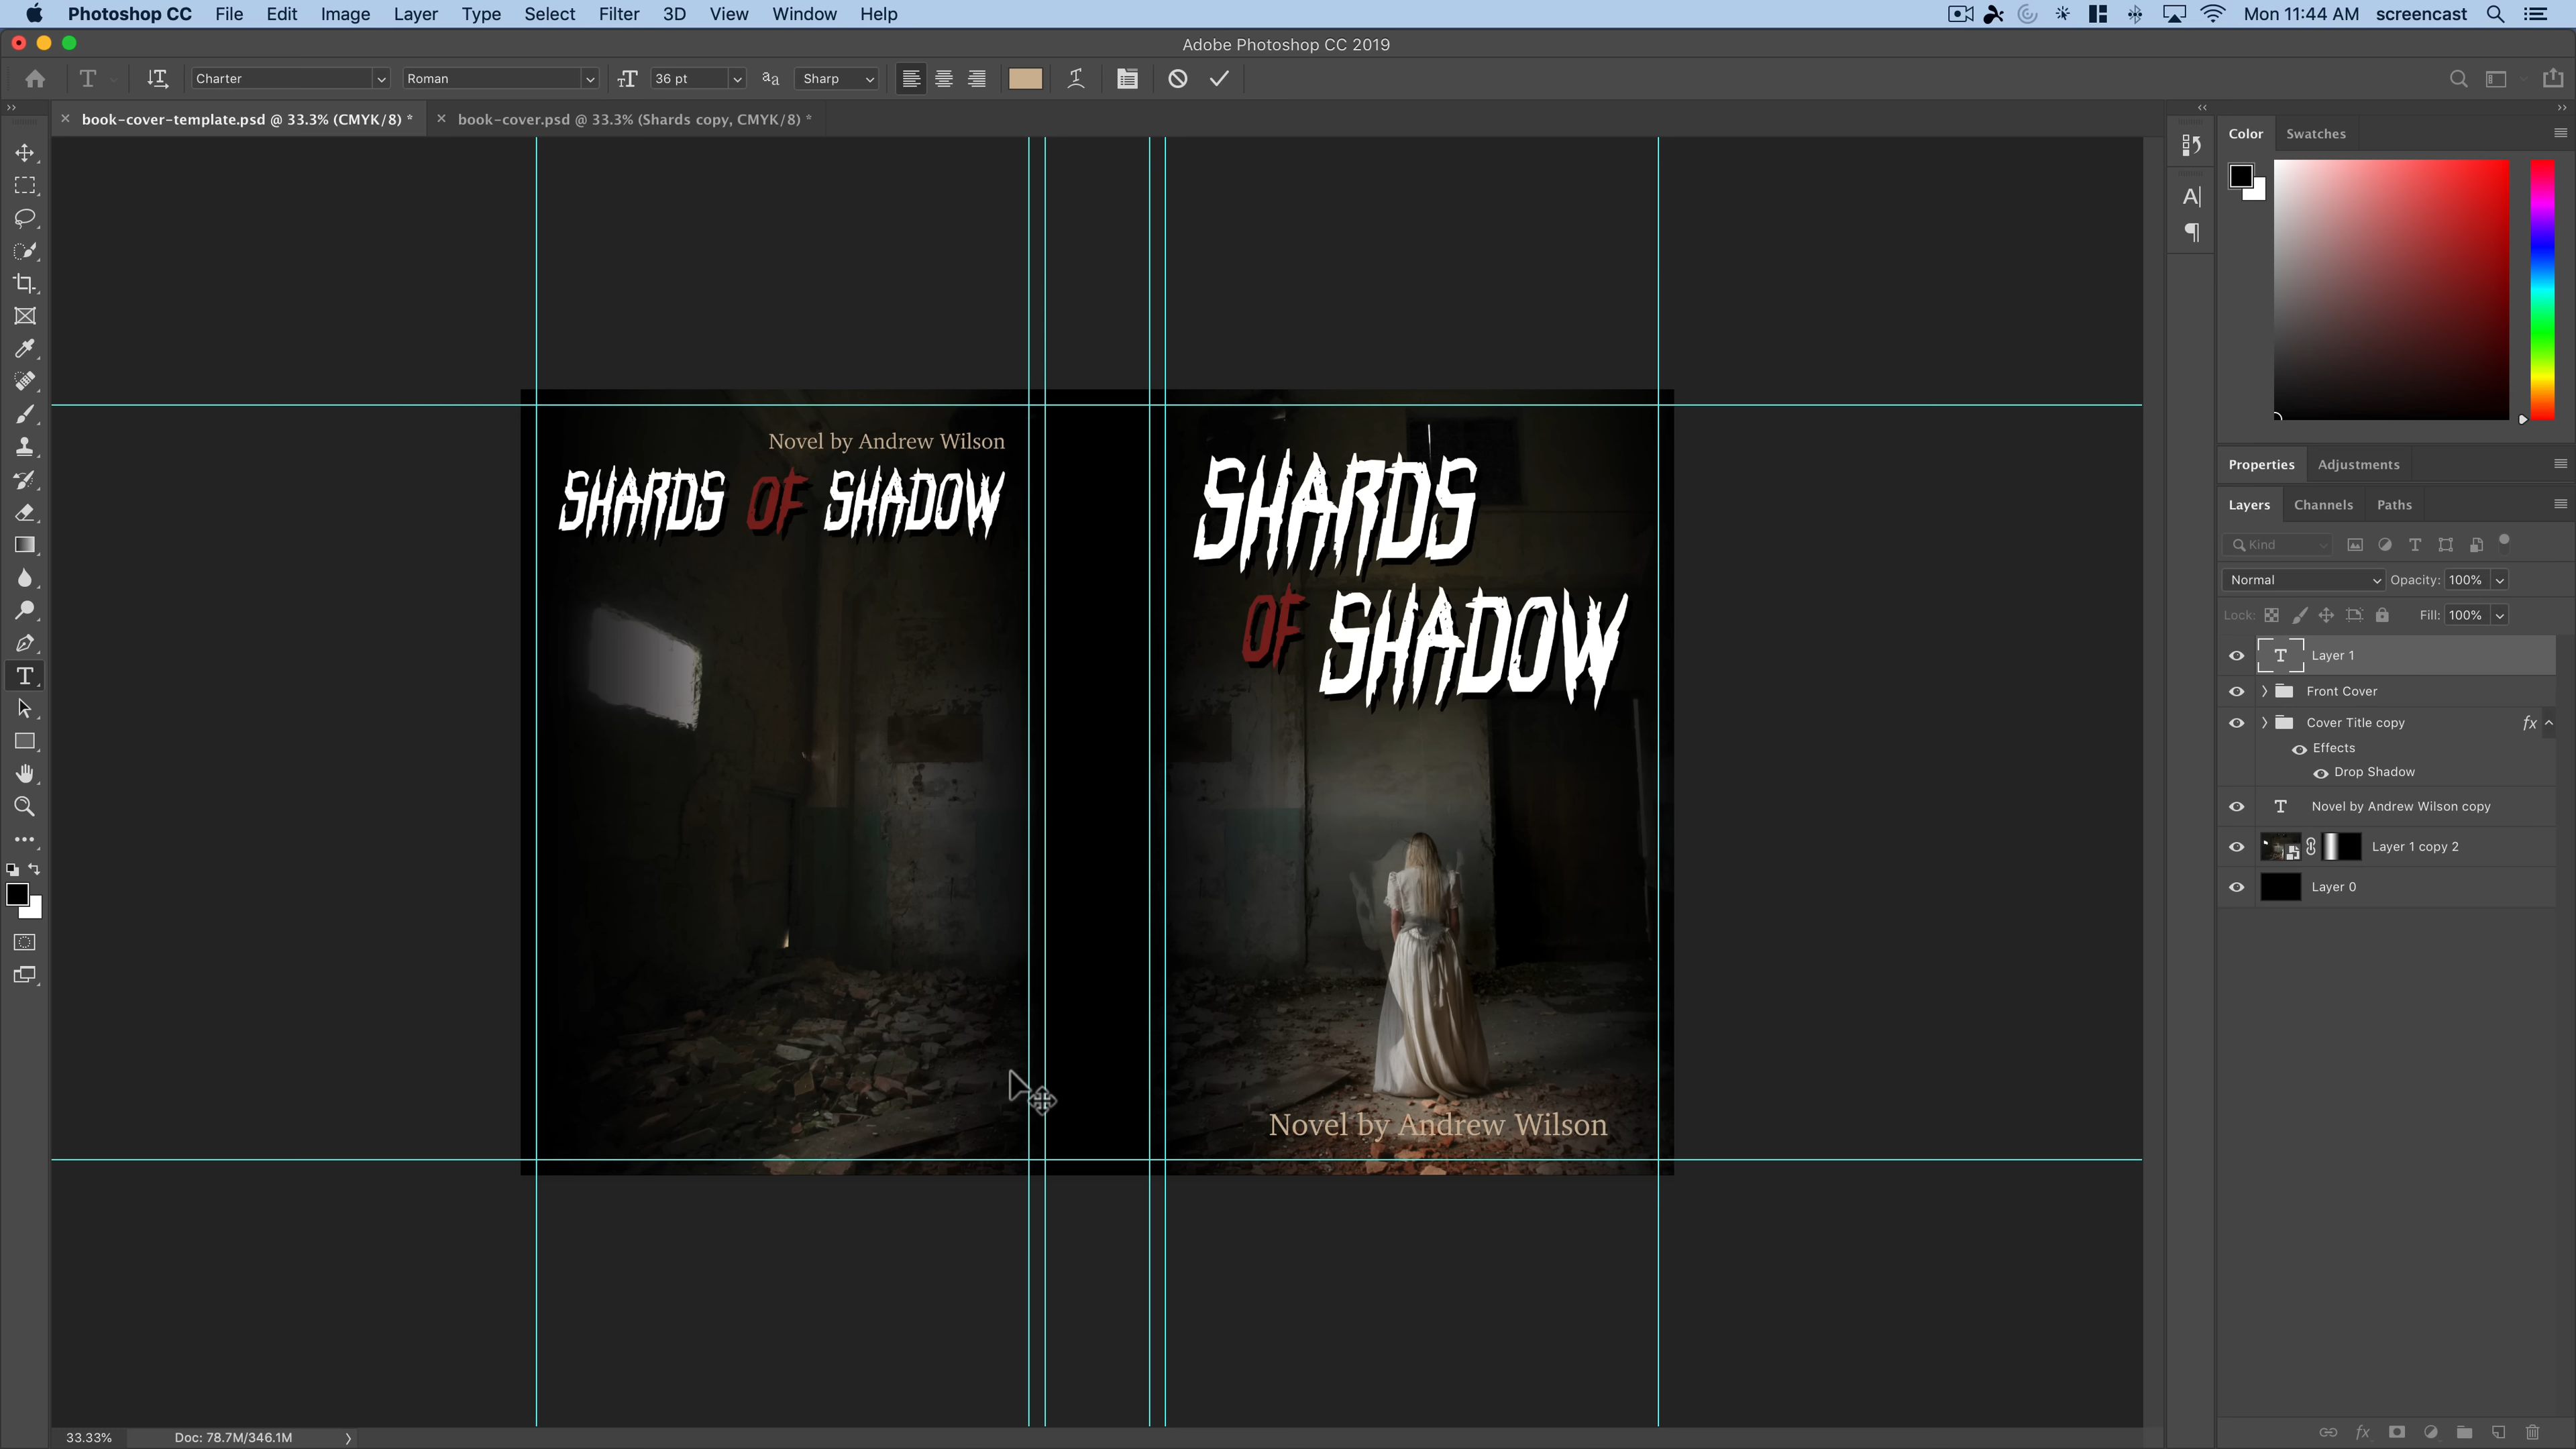 Photoshop CC File Edit Image Layer Type Select Filter 3D View Window Help Mon 11:44 AM screencast
Adobe Photoshop CC 2019
Charter Roman 36 pt Sharp
book-cover-template.psd @ 33.3% (CMYK/8) * book-cover.psd @ 33.3% (Shards copy, CMYK/8) *
Novel by Andrew Wilson
SHARDS OF SHADOW
SHARDS
OF SHADOW
Novel by Andrew Wilson
Color Swatches
Properties Adjustments
Layers Channels Paths
Kind
Normal Opacity: 100%
Lock: Fill: 100%
Layer 1
Front Cover
Cover Title copy fx
Effects
Drop Shadow
Novel by Andrew Wilson copy
Layer 1 copy 2
Layer 0
33.33% Doc: 78.7M/346.1M